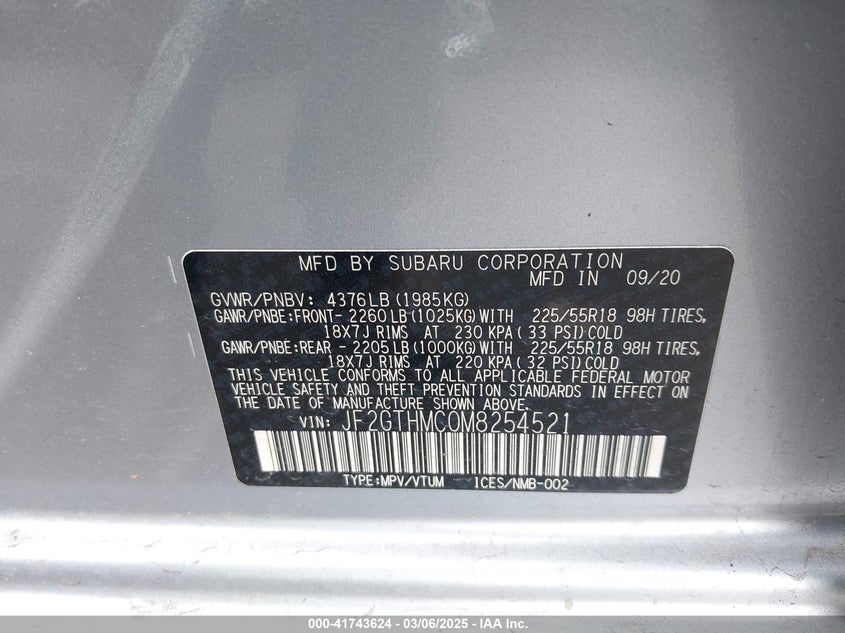 MFD BY SUBARU CORPORATION
MFD IN 09/20
GVWR/PNBV: 4376LB (1985KG)
GAWR/PNBE:FRONT- 2260LB (1025KG)WITH 225/55R18 98H TIRES,
18X7J RIMS AT 230 KPA ( 33 PSI)COLD
GAWR/PNBE:REAR - 2205LB (1000KG)WITH 225/55R18 98H TIRES,
18X7J RIMS AT 220 KPA ( 32 PSI)COLD
THIS VEHICLE CONFORMS TO ALL APPLICABLE FEDERAL MOTOR
VEHICLE SAFETY AND THEFT PREVENTION STANDARDS IN EFFECT ON
THE DATE OF MANUFACTURE SHOWN ABOVE.
VIN: JF2GTHMC0M8254521
TYPE:MPV/VTUM ICES/NMB-002
000-41743624 - 03/06/2025 - IAA Inc.